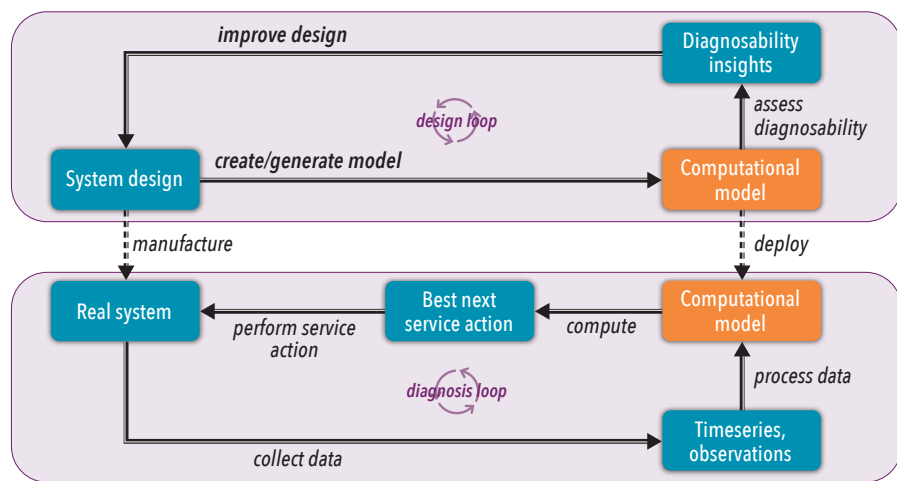 improve design
Diagnosability
insights
design loop
assess
diagnosability
System design
create/generate model
Computational
model
manufacture
deploy
Real system
perform service
action
Best next
service action
compute
Computational
model
diagnosis loop
process data
collect data
Timeseries,
observations